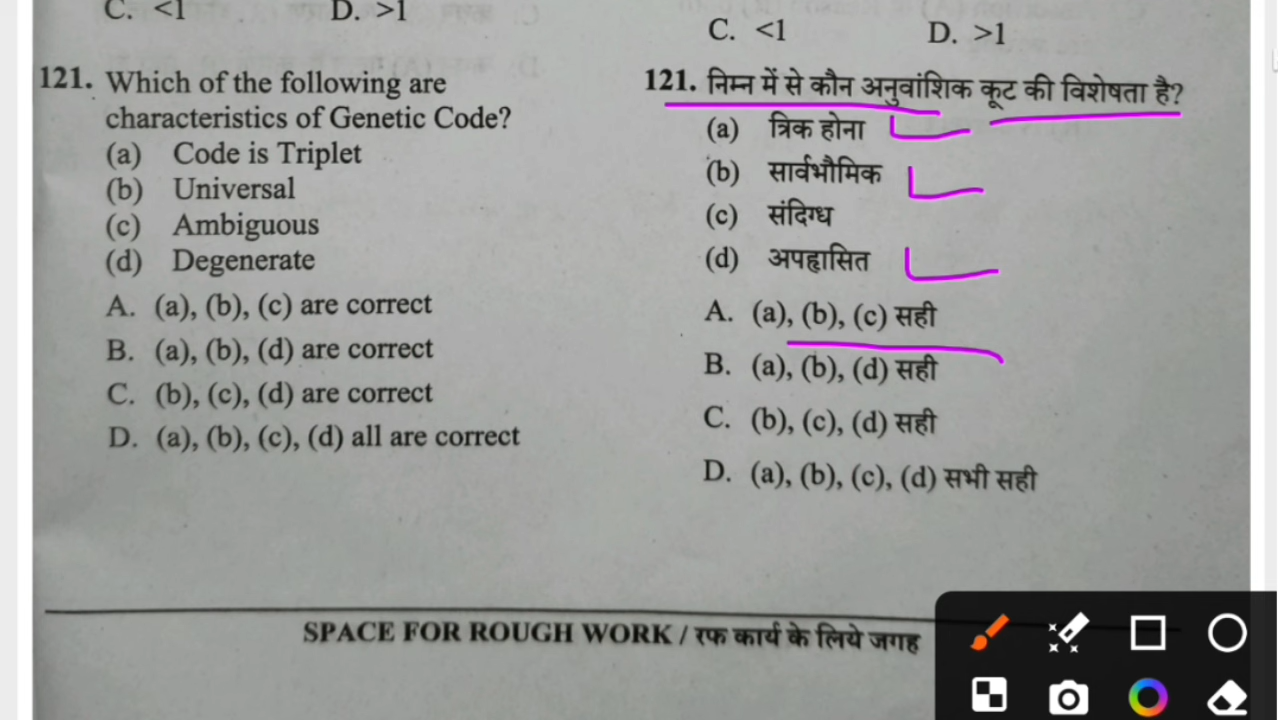 C. <1 D. >1
121. Which of the following are
characteristics of Genetic Code?
(a) Code is Triplet
(b) Universal
(c) Ambiguous
(d) Degenerate
A. (a), (b), (c) are correct
B. (a), (b), (d) are correct
C. (b), (c), (d) are correct
D. (a), (b), (c), (d) all are correct
C. <1 D. >1
121. निम्न में से कौन अनुवांशिक कूट की विशेषता है?
(a) त्रिक होना
(b) सार्वभौमिक
(c) संदिग्ध
(d) अपह्रासित
A. (a), (b), (c) सही
B. (a), (b), (d) सही
C. (b), (c), (d) सही
D. (a), (b), (c), (d) सभी सही
SPACE FOR ROUGH WORK / रफ कार्य के लिये जगह